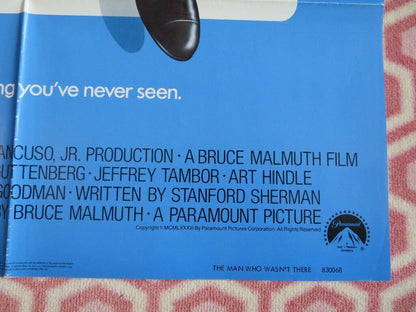 ng you've never seen.
ANCUSO, JR. PRODUCTION · A BRUCE MALMUTH FILM
UTTENBERG · JEFFREY TAMBOR · ART HINDLE
GOODMAN · WRITTEN BY STANFORD SHERMAN
BY BRUCE MALMUTH · A PARAMOUNT PICTURE
Copyright © MCMLXXXIII By Paramount Pictures Corporation. All Rights Reserved.
Paramount
THE MAN WHO WASN'T THERE 830068